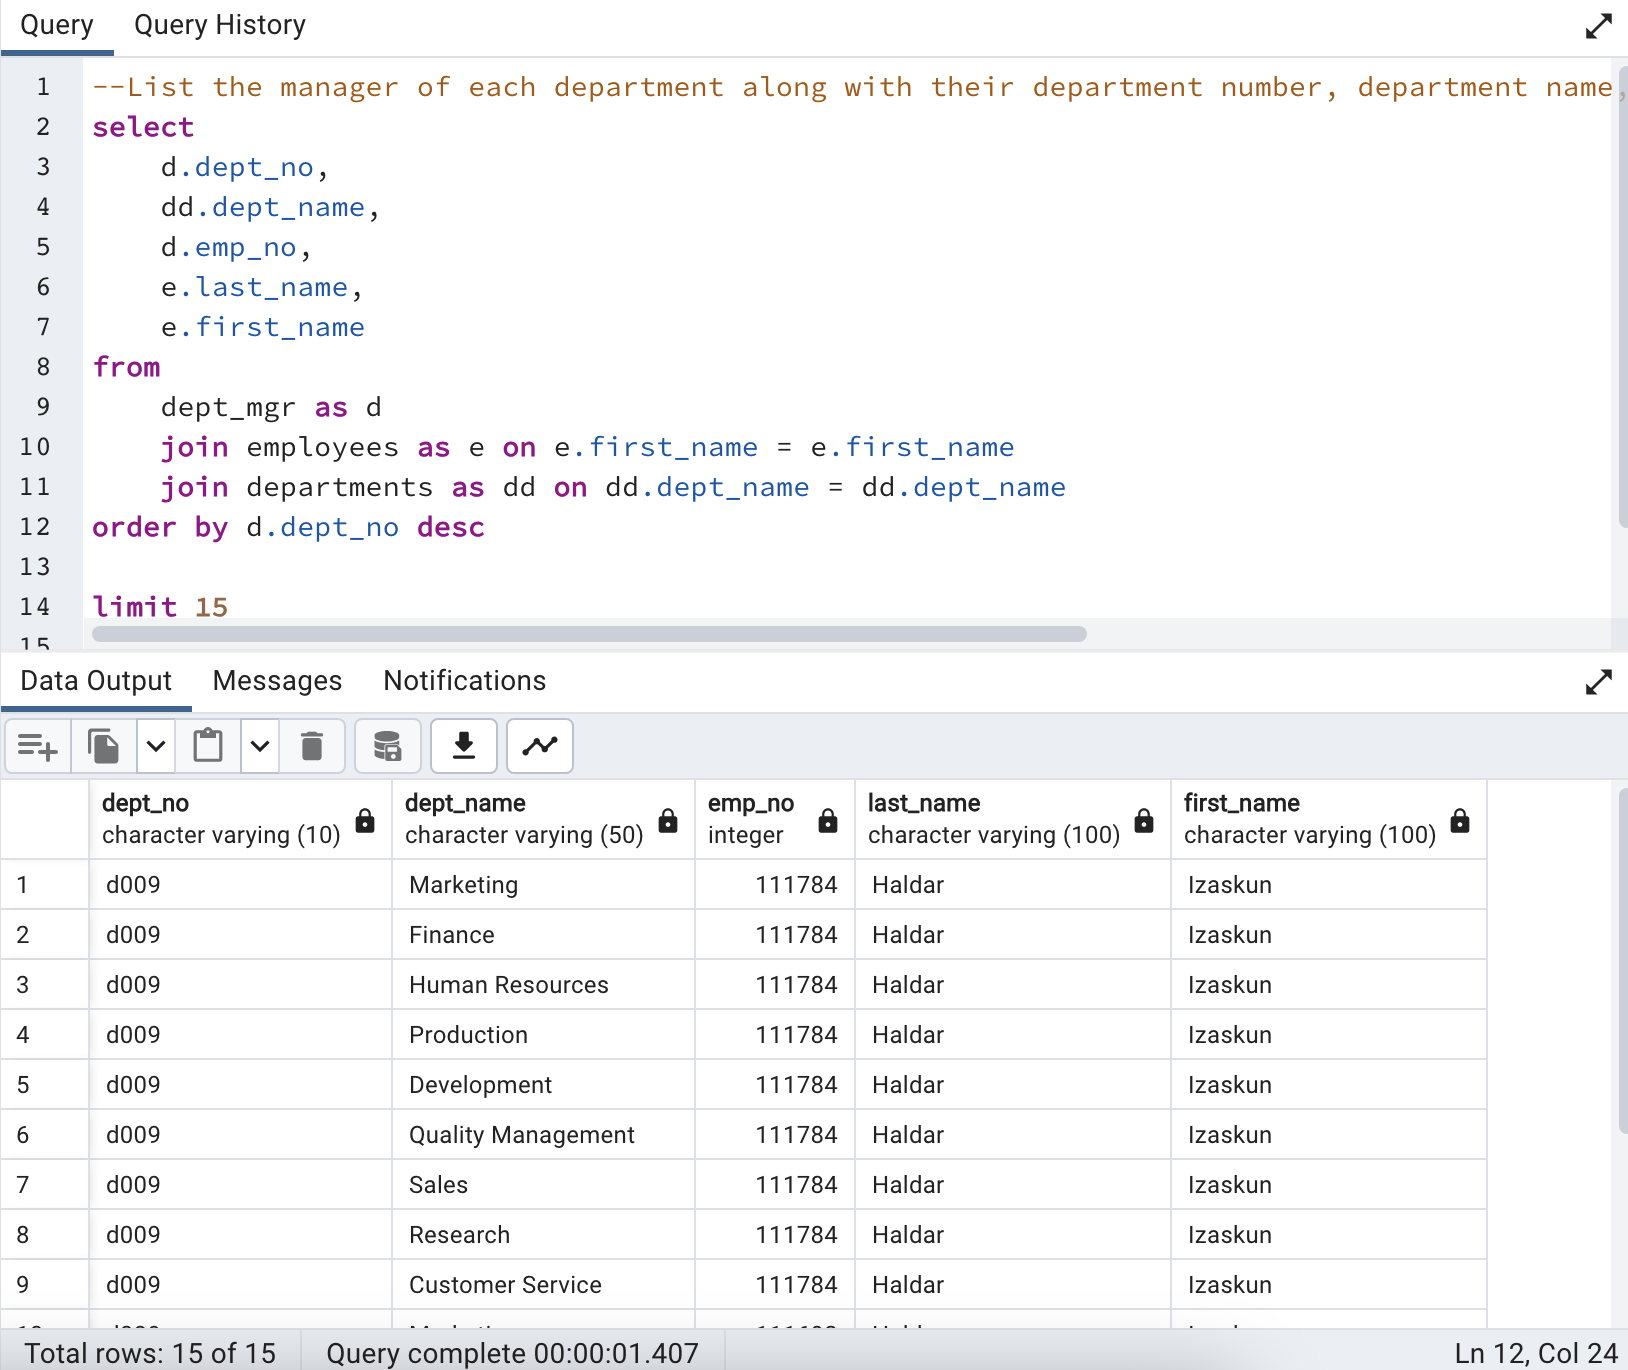 Query Query History
1 --List the manager of each department along with their department number, department name,
2 select
3 d.dept_no,
4 dd.dept_name,
5 d.emp_no,
6 e.last_name,
7 e.first_name
8 from
9 dept_mgr as d
10 join employees as e on e.first_name = e.first_name
11 join departments as dd on dd.dept_name = dd.dept_name
12 order by d.dept_no desc
13
14 limit 15
15
Data Output Messages Notifications
dept_no dept_name emp_no last_name first_name
character varying (10) character varying (50) integer character varying (100) character varying (100)
1 d009 Marketing 111784 Haldar Izaskun
2 d009 Finance 111784 Haldar Izaskun
3 d009 Human Resources 111784 Haldar Izaskun
4 d009 Production 111784 Haldar Izaskun
5 d009 Development 111784 Haldar Izaskun
6 d009 Quality Management 111784 Haldar Izaskun
7 d009 Sales 111784 Haldar Izaskun
8 d009 Research 111784 Haldar Izaskun
9 d009 Customer Service 111784 Haldar Izaskun
Total rows: 15 of 15 Query complete 00:00:01.407 Ln 12, Col 24